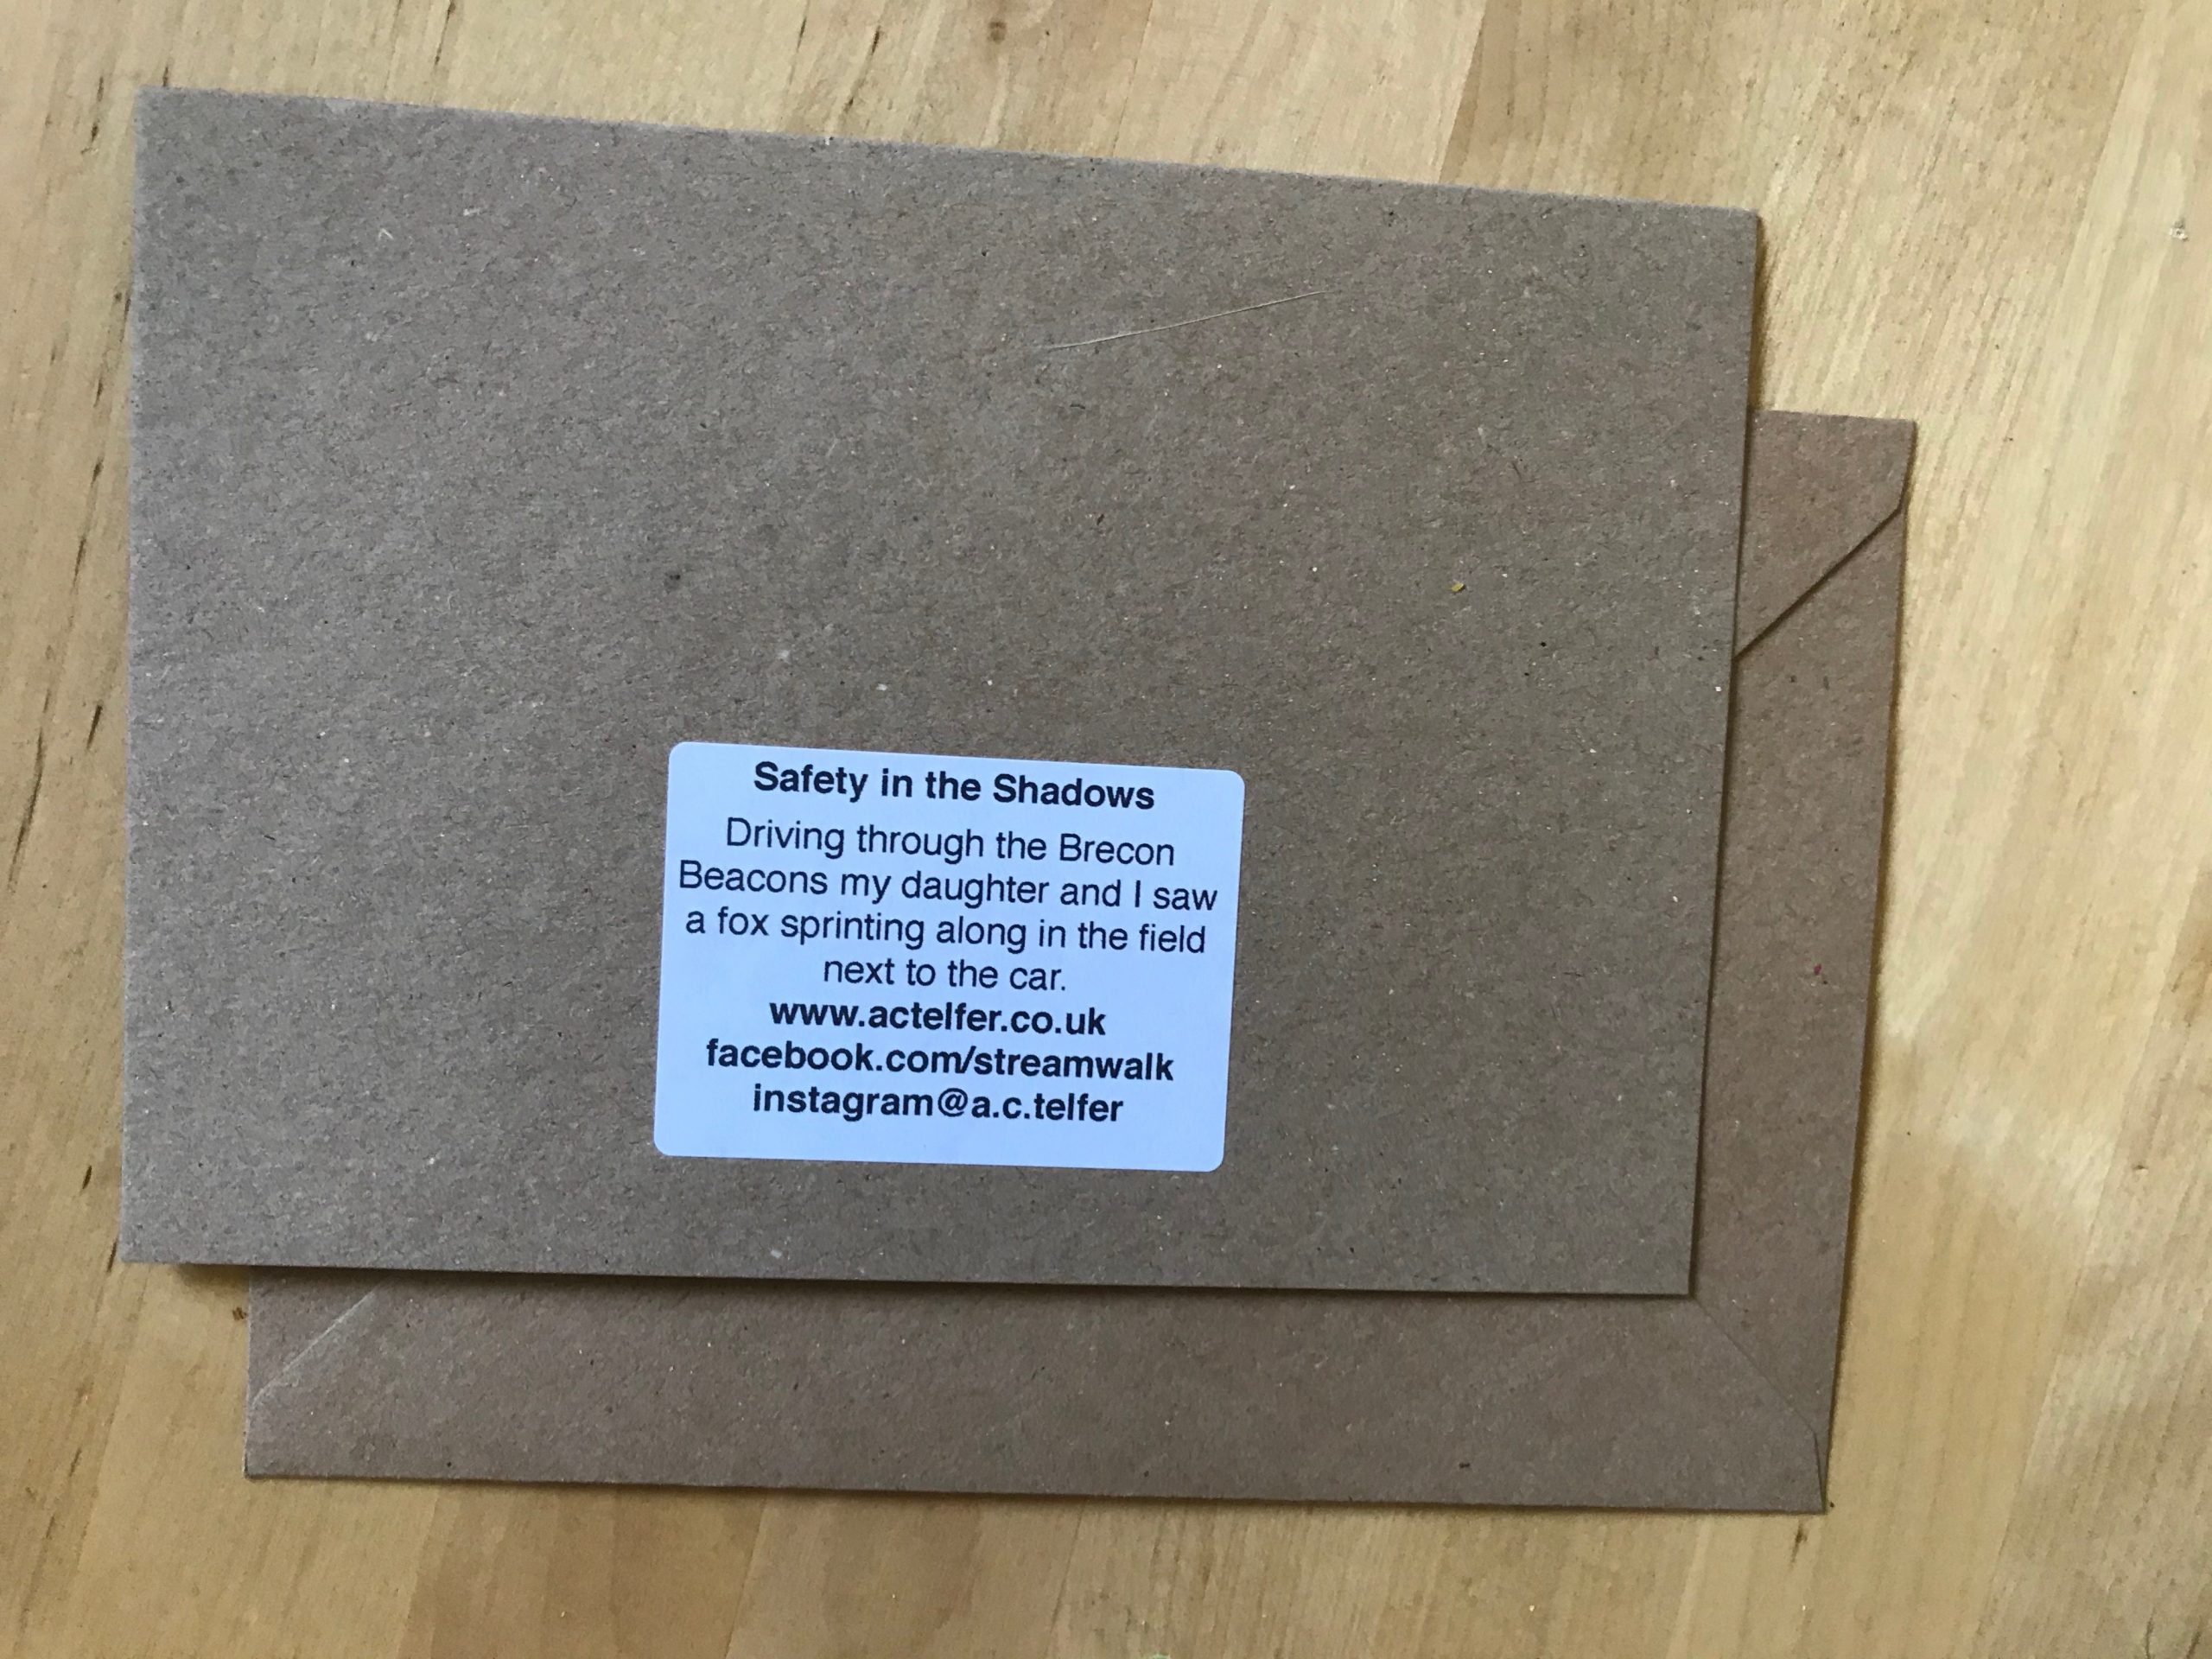 Safety in the Shadows
Driving through the Brecon
Beacons my daughter and I saw
a fox sprinting along in the field
next to the car.
www.actelfer.co.uk
facebook.com/streamwalk
instagram@a.c.telfer